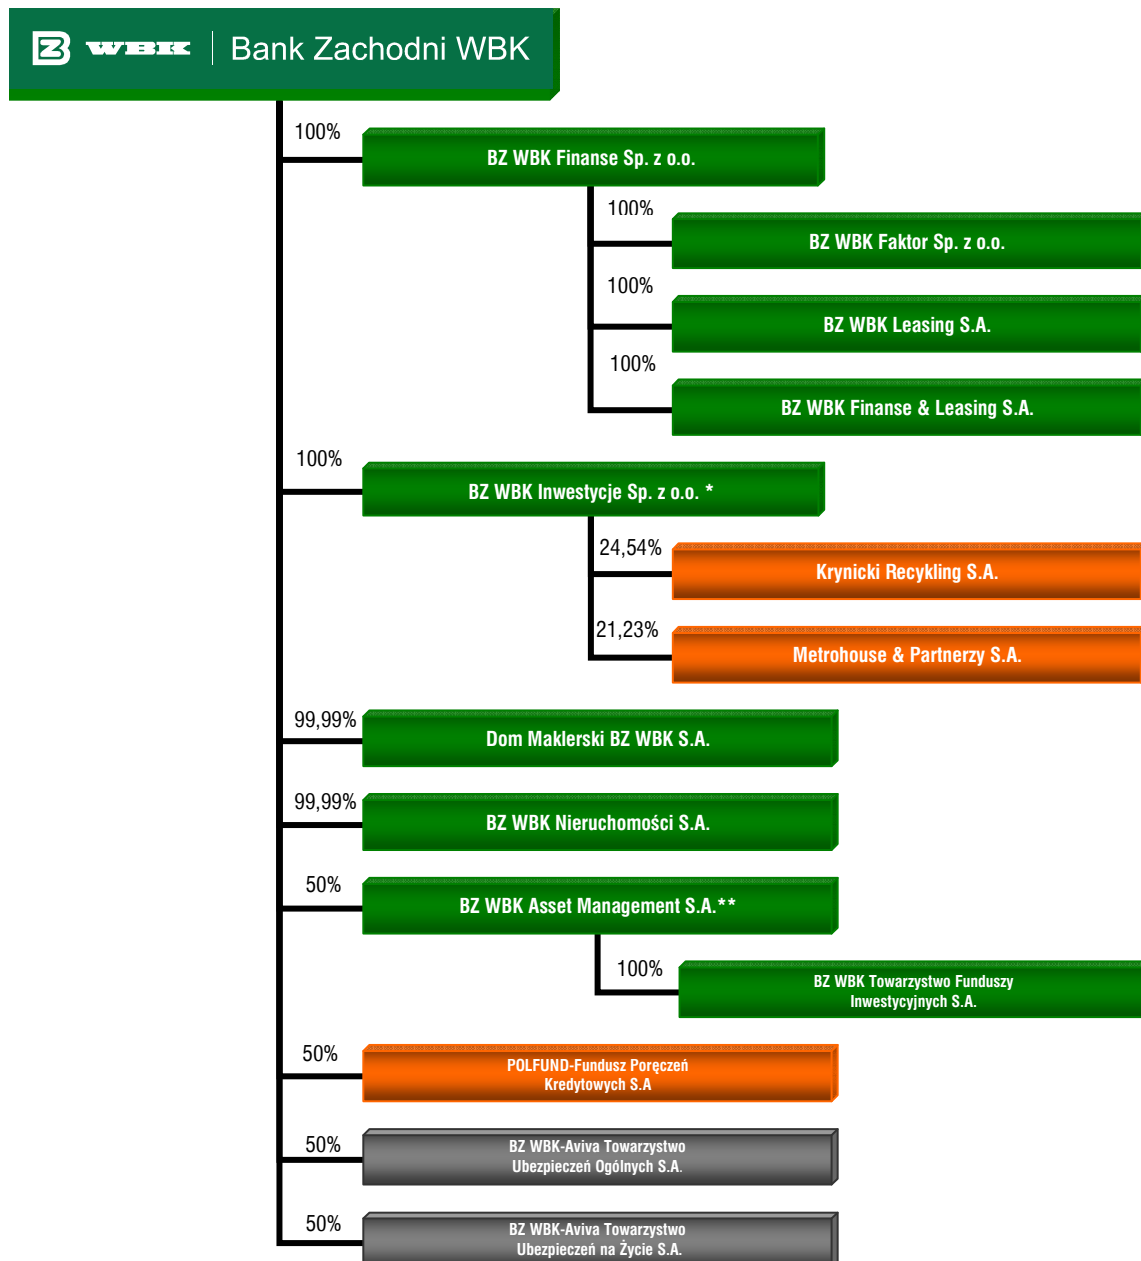 BZ WBK | Bank Zachodni WBK
100%
BZ WBK Finanse Sp. z o.o.
100%
BZ WBK Faktor Sp. z o.o.
100%
BZ WBK Leasing S.A.
100%
BZ WBK Finanse & Leasing S.A.
100%
BZ WBK Inwestycje Sp. z o.o. *
24,54%
Krynicki Recykling S.A.
21,23%
Metrohouse & Partnerzy S.A.
99,99%
Dom Maklerski BZ WBK S.A.
99,99%
BZ WBK Nieruchomości S.A.
50%
BZ WBK Asset Management S.A.**
100%
BZ WBK Towarzystwo Funduszy
Inwestycyjnych S.A.
50%
POLFUND-Fundusz Poręczeń
Kredytowych S.A
50%
BZ WBK-Aviva Towarzystwo
Ubezpieczeń Ogólnych S.A.
50%
BZ WBK-Aviva Towarzystwo
Ubezpieczeń na Życie S.A.